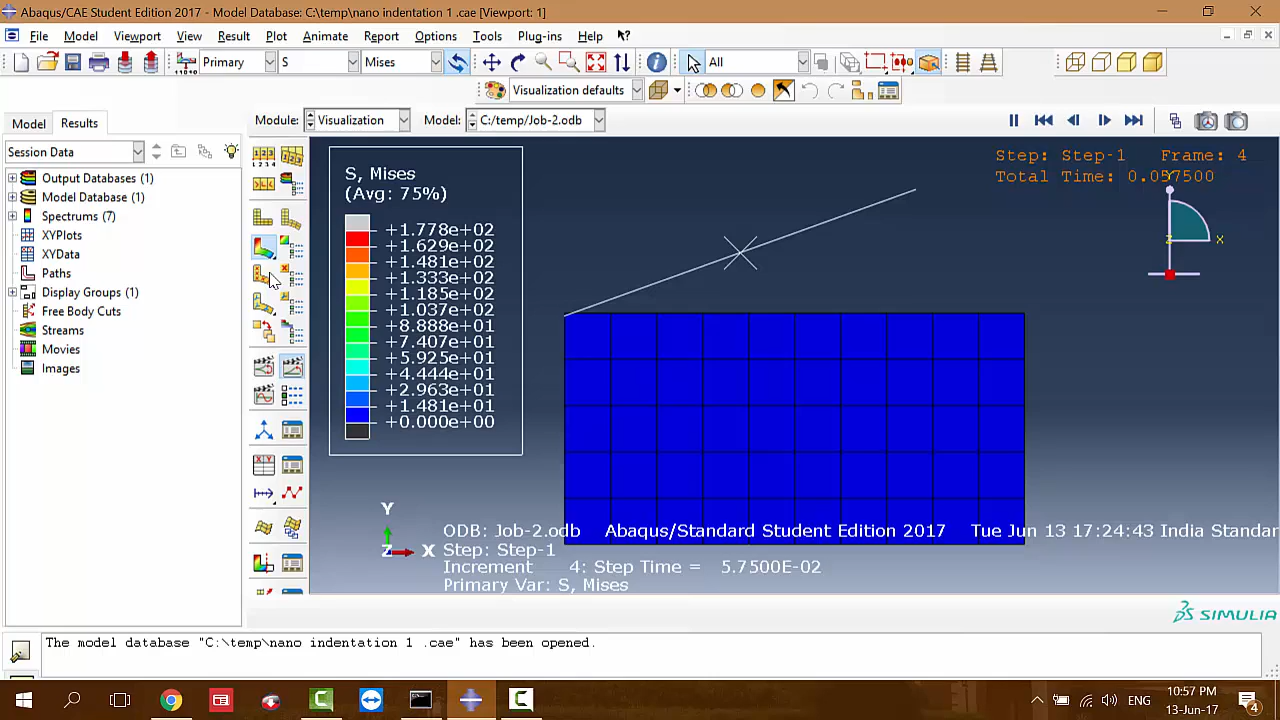 Abaqus/CAE Student Edition 2017 - Model Database: C:\temp\nano indentation 1 .cae [Viewport: 1]
File Model Viewport View Result Plot Animate Report Options Tools Plug-ins Help
Primary S Mises All
Visualization defaults
Model Results Module: Visualization Model: C:/temp/Job-2.odb
Session Data
Output Databases (1)
Model Database (1)
Spectrums (7)
XYPlots
XYData
Paths
Display Groups (1)
Free Body Cuts
Streams
Movies
Images
S, Mises
(Avg: 75%)
+1.778e+02
+1.629e+02
+1.481e+02
+1.333e+02
+1.185e+02
+1.037e+02
+8.888e+01
+7.407e+01
+5.925e+01
+4.444e+01
+2.963e+01
+1.481e+01
+0.000e+00
Step: Step-1 Frame: 4
Total Time: 0.057500
Y
Z X
Y
Z X
ODB: Job-2.odb Abaqus/Standard Student Edition 2017 Tue Jun 13 17:24:43 India Standar
Step: Step-1
Increment 4: Step Time = 5.7500E-02
Primary Var: S, Mises
SIMULIA
The model database "C:\temp\nano indentation 1 .cae" has been opened.
ENG
10:57 PM
13-Jun-17
4